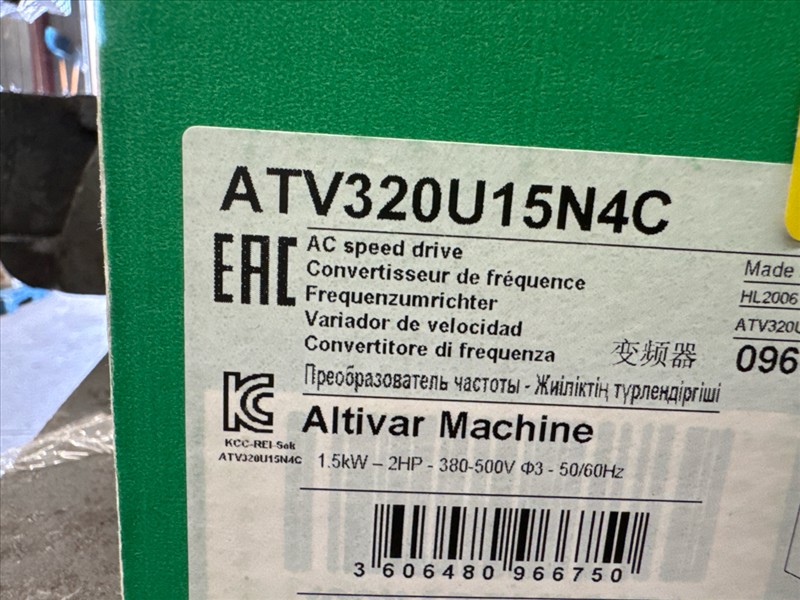 ATV320U15N4C
EAC
AC speed drive
Convertisseur de fréquence
Frequenzumrichter
Variador de velocidad
Convertitore di frequenza
变频器
Преобразователь частоты - Жиіліктің түрлендіргіші
Made
HL2006
ATV320U
096
KC
KCC-REI-Sok
ATV320U15N4C
Altivar Machine
1.5kW – 2HP - 380-500V Φ3 - 50/60Hz
3 606480 966750